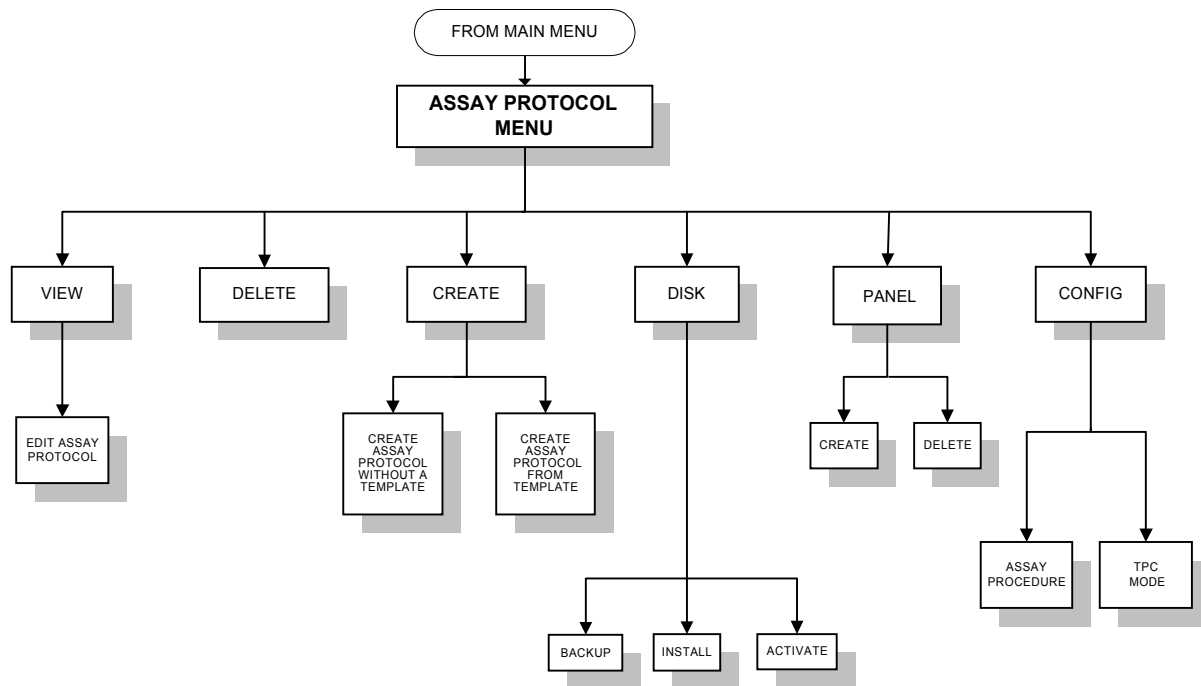 FROM MAIN MENU
ASSAY PROTOCOL
MENU
VIEW
DELETE
CREATE
DISK
PANEL
CONFIG
EDIT ASSAY
PROTOCOL
CREATE
ASSAY
PROTOCOL
WITHOUT A
TEMPLATE
CREATE
ASSAY
PROTOCOL
FROM
TEMPLATE
CREATE
DELETE
ASSAY
PROCEDURE
TPC
MODE
BACKUP
INSTALL
ACTIVATE